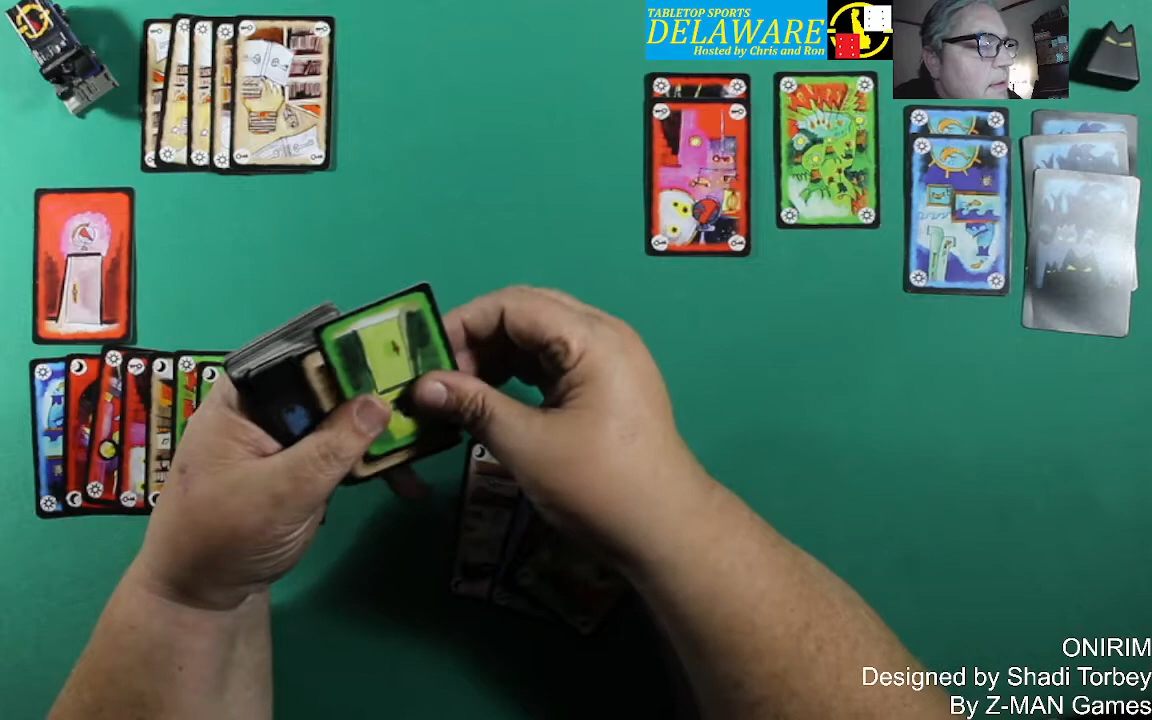 TABLETOP SPORTS
DELAWARE
Hosted by Chris and Ron
ONIRIM
Designed by Shadi Torbey
By Z-MAN Games